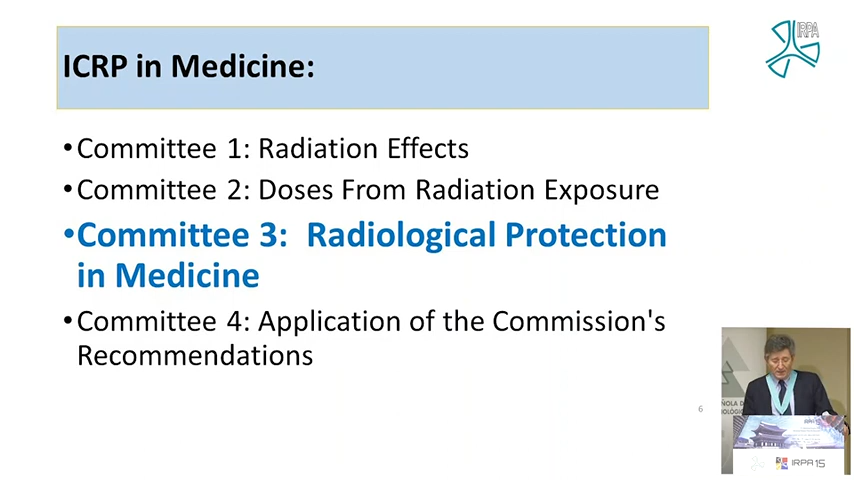 IRPA
ICRP in Medicine:
• Committee 1: Radiation Effects
• Committee 2: Doses From Radiation Exposure
• Committee 3: Radiological Protection
in Medicine
• Committee 4: Application of the Commission's
Recommendations
6
IRPA15